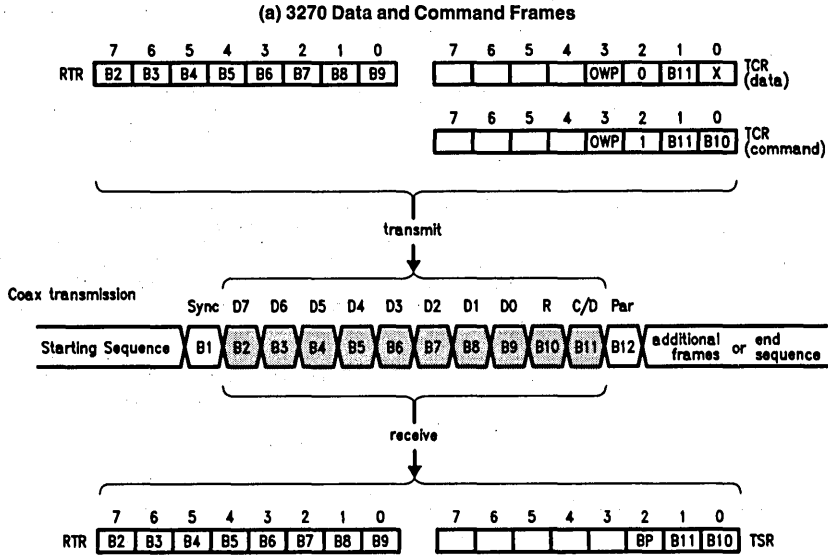 (a) 3270 Data and Command Frames
7 6 5 4 3 2 1 0 7 6 5 4 3 2 1 0
RTR B2 B3 B4 B5 B6 B7 B8 B9 OWP 0 B11 X TCR (data)
7 6 5 4 3 2 1 0
OWP 1 B11 B10 TCR (command)
transmit
Coax transmission
Sync D7 D6 D5 D4 D3 D2 D1 D0 R C/D Par
Starting Sequence B1 B2 B3 B4 B5 B6 B7 B8 B9 B10 B11 B12 additional frames or end sequence
receive
7 6 5 4 3 2 1 0 7 6 5 4 3 2 1 0
RTR B2 B3 B4 B5 B6 B7 B8 B9 BP B11 B10 TSR